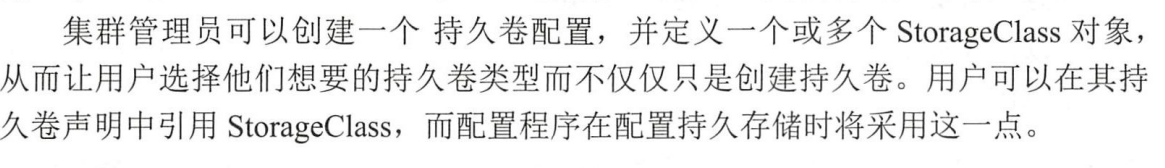 集群管理员可以创建一个 持久卷配置，并定义一个或多个 StorageClass 对象，
从而让用户选择他们想要的持久卷类型而不仅仅只是创建持久卷。用户可以在其持
久卷声明中引用 StorageClass，而配置程序在配置持久存储时将采用这一点。